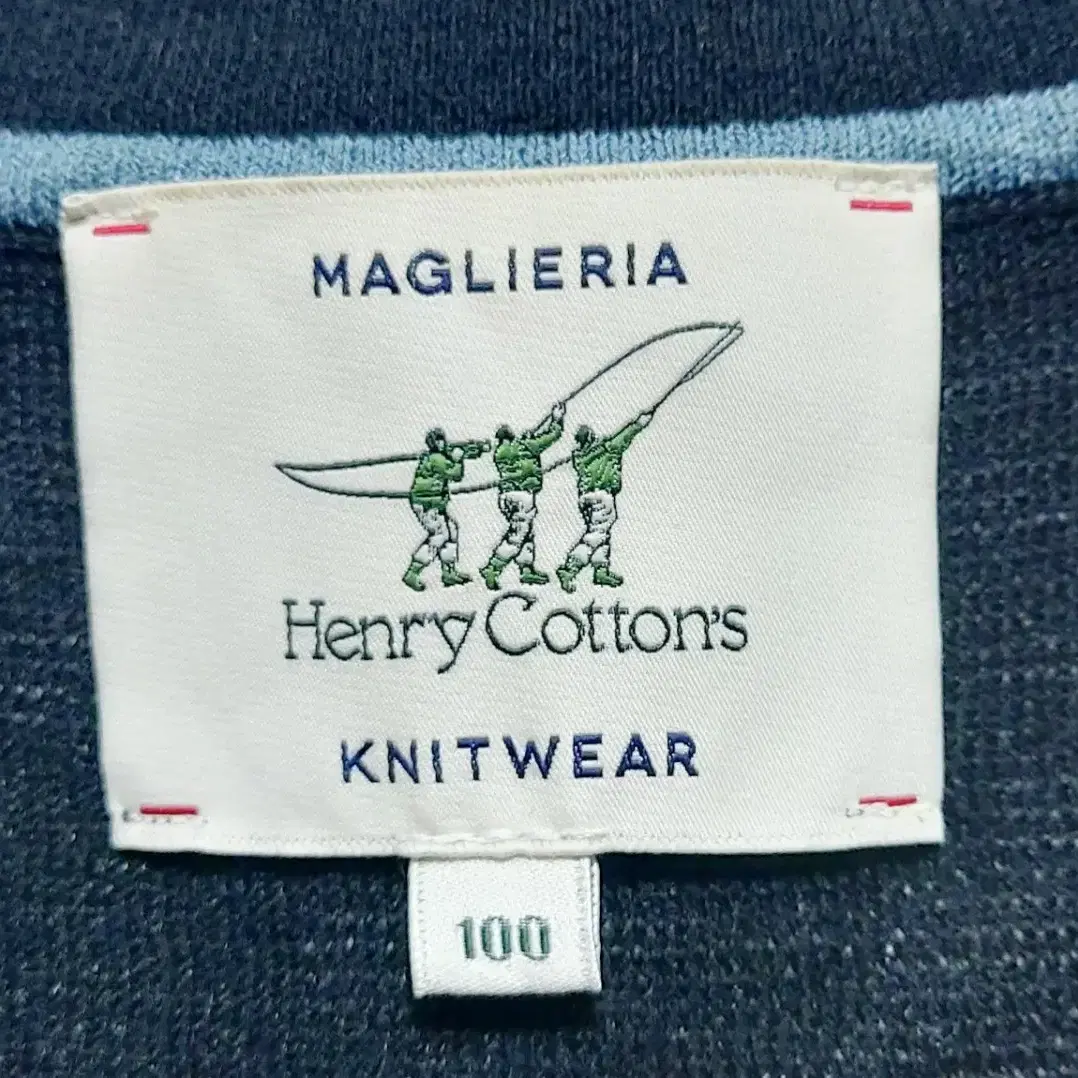 MAGLIERIA
Henry Cotton's
KNITWEAR
100